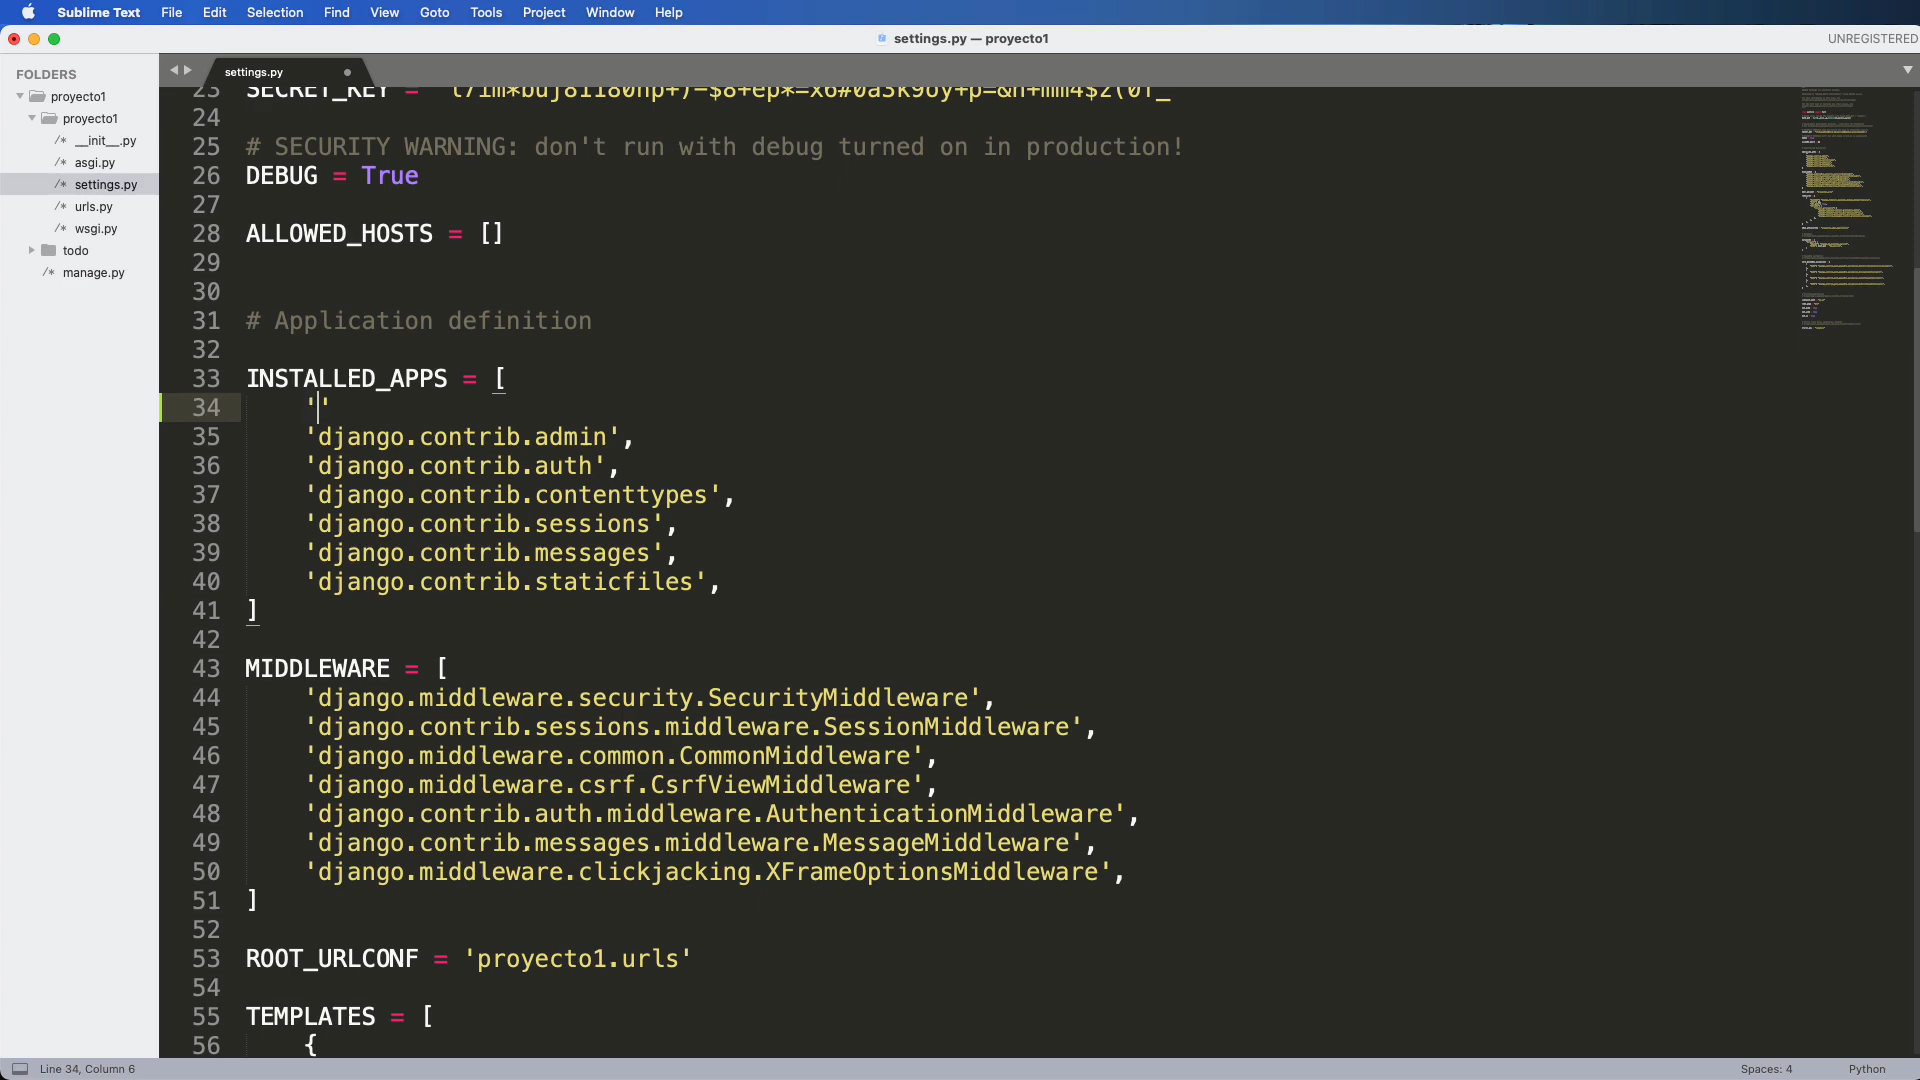 Sublime Text File Edit Selection Find View Goto Tools Project Window Help
settings.py — proyecto1
UNREGISTERED
FOLDERS
proyecto1
proyecto1
/* __init__.py
/* asgi.py
/* settings.py
/* urls.py
/* wsgi.py
todo
/* manage.py
settings.py
23 SECRET_KEY =
24
25 # SECURITY WARNING: don't run with debug turned on in production!
26 DEBUG = True
27
28 ALLOWED_HOSTS = []
29
30
31 # Application definition
32
33 INSTALLED_APPS = [
34 ''
35 'django.contrib.admin',
36 'django.contrib.auth',
37 'django.contrib.contenttypes',
38 'django.contrib.sessions',
39 'django.contrib.messages',
40 'django.contrib.staticfiles',
41 ]
42
43 MIDDLEWARE = [
44 'django.middleware.security.SecurityMiddleware',
45 'django.contrib.sessions.middleware.SessionMiddleware',
46 'django.middleware.common.CommonMiddleware',
47 'django.middleware.csrf.CsrfViewMiddleware',
48 'django.contrib.auth.middleware.AuthenticationMiddleware',
49 'django.contrib.messages.middleware.MessageMiddleware',
50 'django.middleware.clickjacking.XFrameOptionsMiddleware',
51 ]
52
53 ROOT_URLCONF = 'proyecto1.urls'
54
55 TEMPLATES = [
56 {
Line 34, Column 6
Spaces: 4
Python